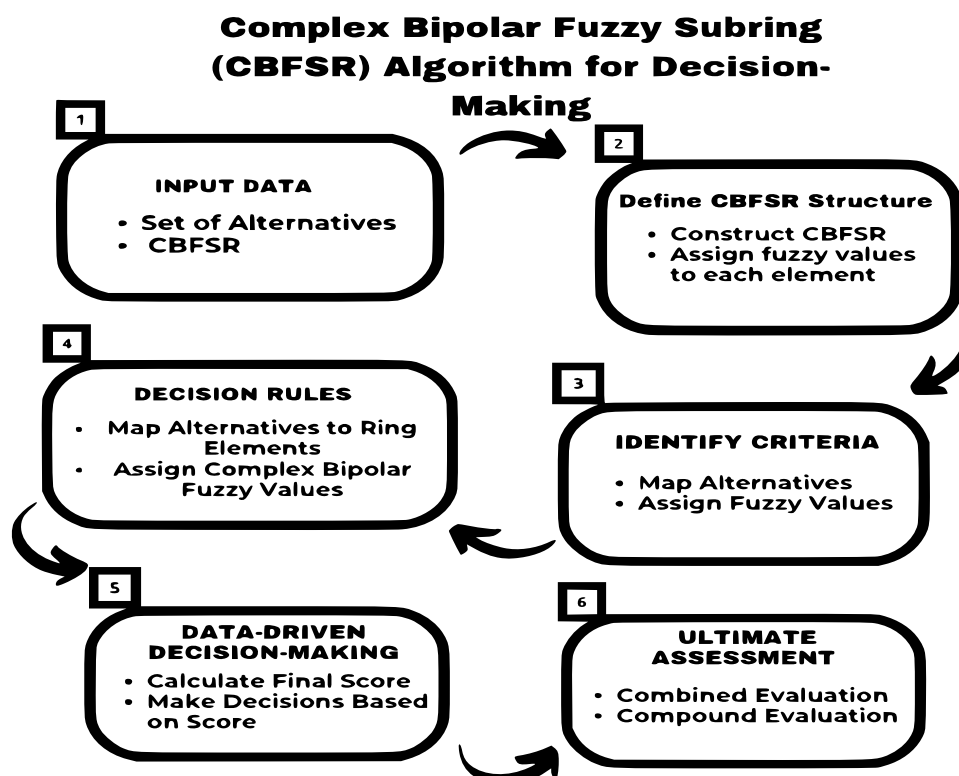 Complex Bipolar Fuzzy Subring
(CBFSR) Algorithm for Decision-
Making
1
INPUT DATA
• Set of Alternatives
• CBFSR
2
Define CBFSR Structure
• Construct CBFSR
• Assign fuzzy values
to each element
3
IDENTIFY CRITERIA
• Map Alternatives
• Assign Fuzzy Values
4
DECISION RULES
• Map Alternatives to Ring
Elements
• Assign Complex Bipolar
Fuzzy Values
5
DATA-DRIVEN
DECISION-MAKING
• Calculate Final Score
• Make Decisions Based
on Score
6
ULTIMATE
ASSESSMENT
• Combined Evaluation
• Compound Evaluation